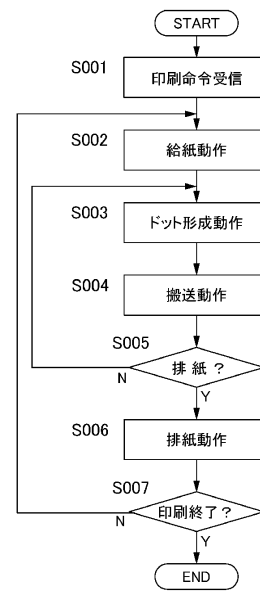 START
S001
印刷命令受信
S002
給紙動作
S003
ドット形成動作
S004
搬送動作
S005
排紙？
N
Y
S006
排紙動作
S007
印刷終了？
N
Y
END